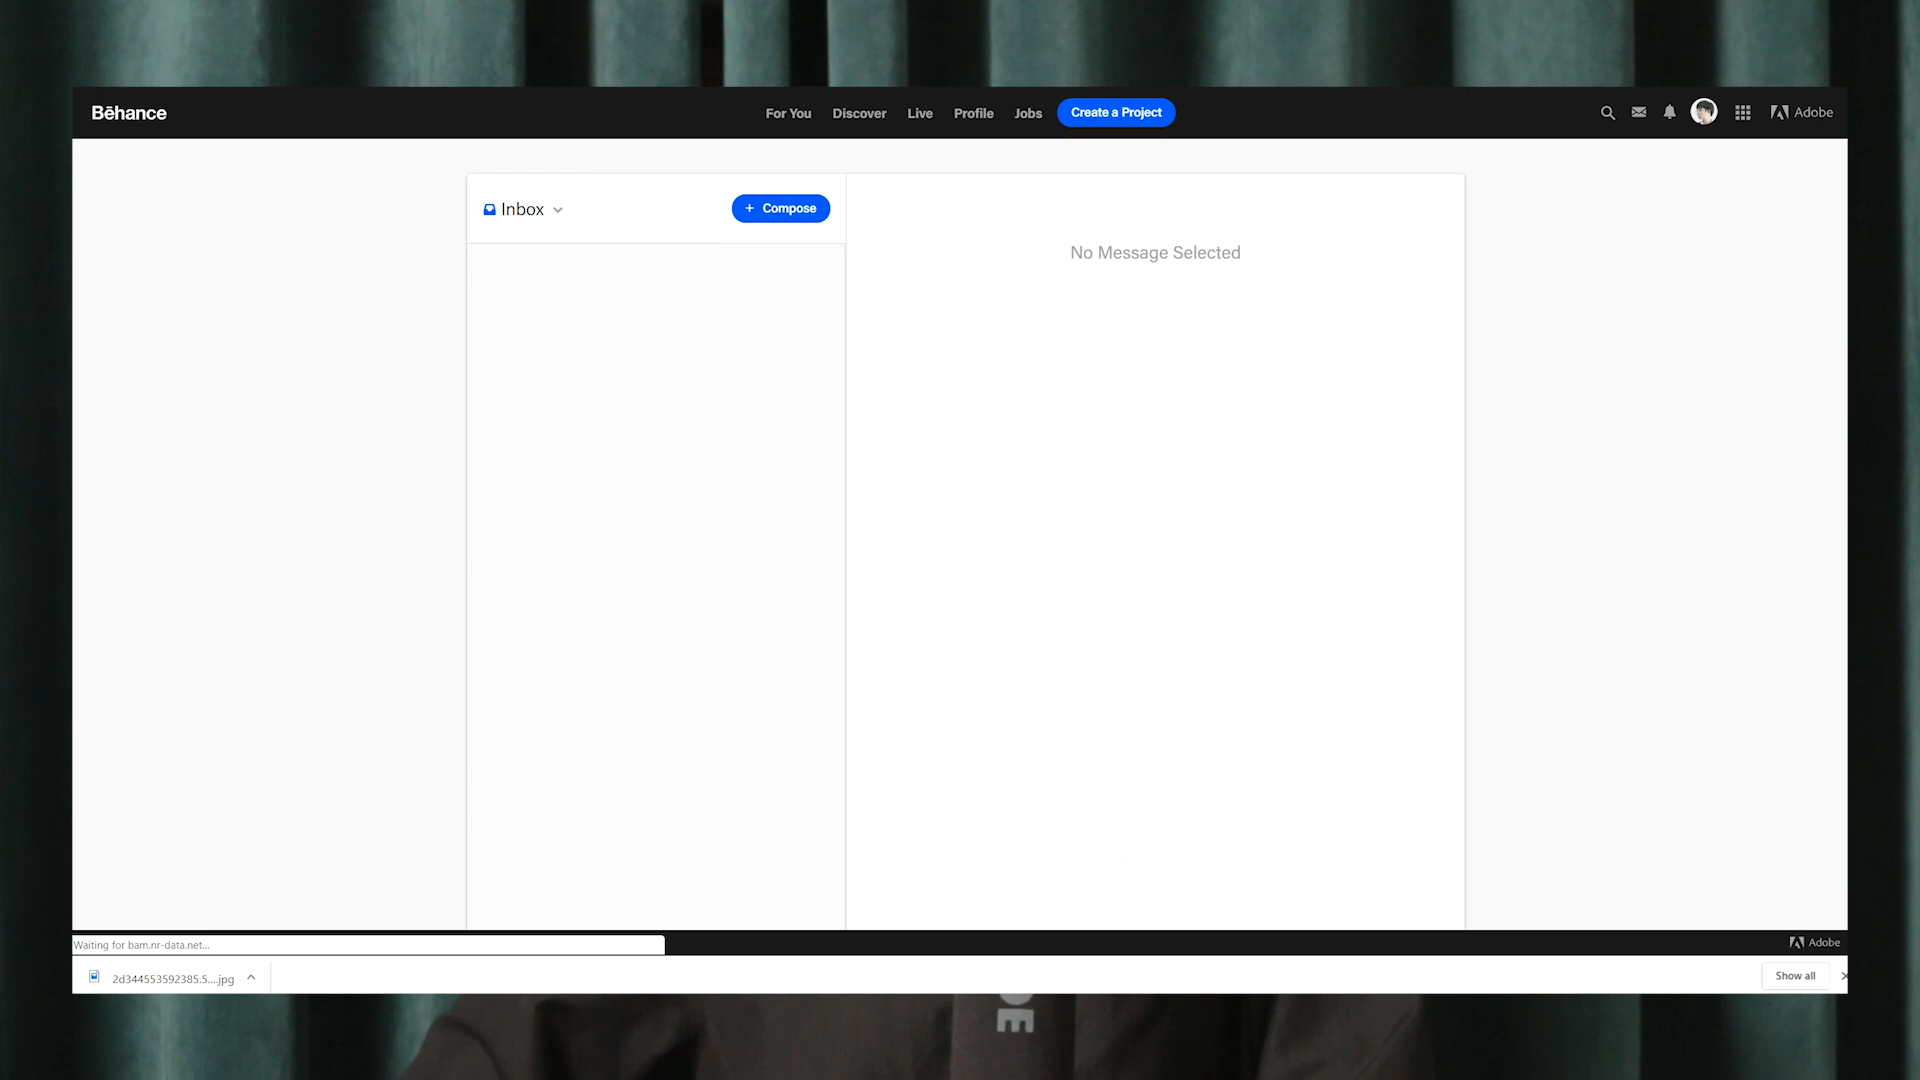 Bēhance
For You Discover Live Profile Jobs Create a Project
Adobe
Inbox
+ Compose
No Message Selected
Waiting for bam.nr-data.net...
Adobe
2d344553592385.5....jpg
Show all